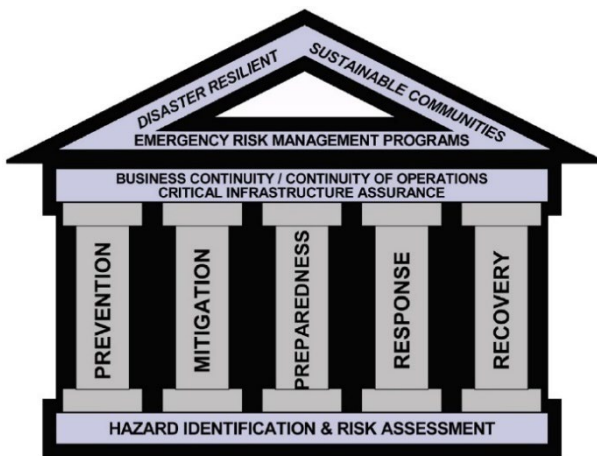 DISASTER RESILIENT
SUSTAINABLE COMMUNITIES
EMERGENCY RISK MANAGEMENT PROGRAMS
BUSINESS CONTINUITY / CONTINUITY OF OPERATIONS
CRITICAL INFRASTRUCTURE ASSURANCE
PREVENTION
MITIGATION
PREPAREDNESS
RESPONSE
RECOVERY
HAZARD IDENTIFICATION & RISK ASSESSMENT